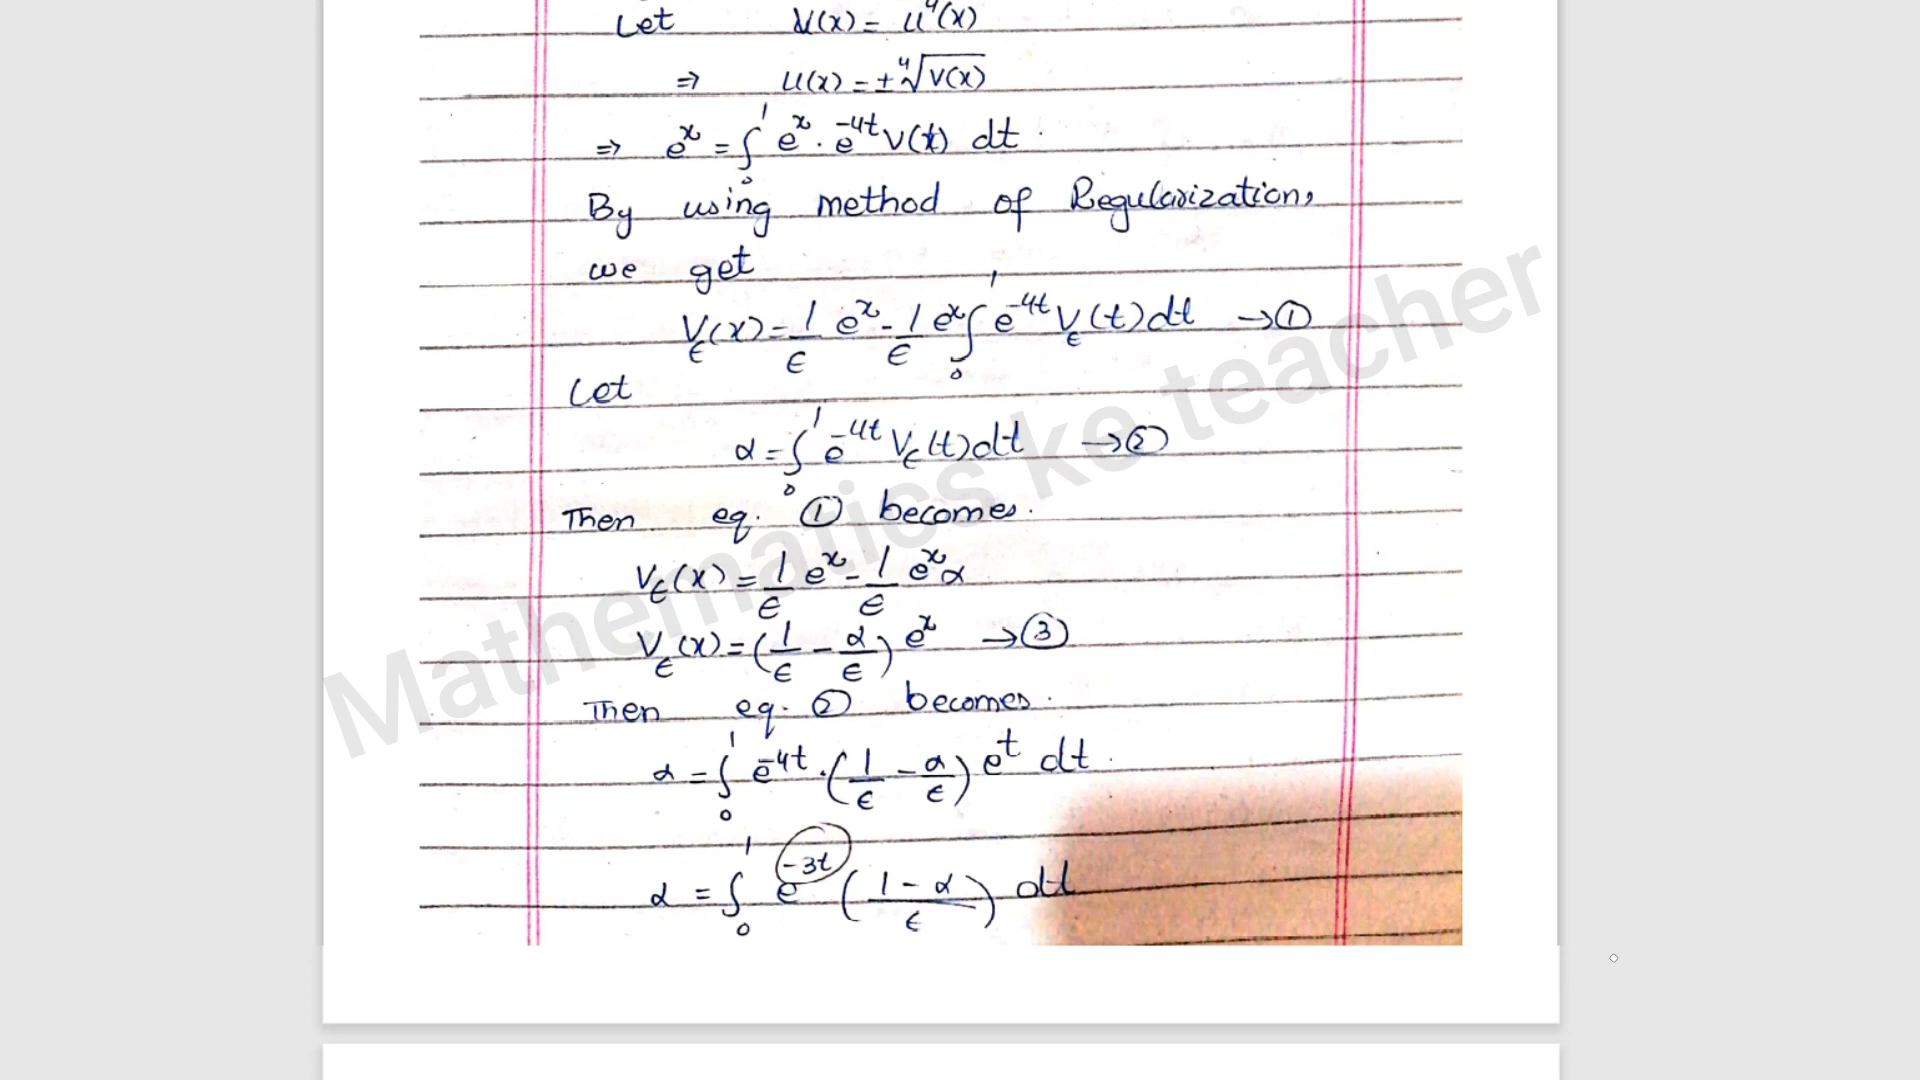 Let V(x) = u⁴(x)
⇒ u(x) = ± ⁴√V(x)
⇒ eˣ = ∫₀¹ eˣ · e⁻⁴ᵗ V(t) dt .
By using method of Regularization,
we get
V_ϵ(x) = 1/ϵ eˣ - 1/ϵ eˣ ∫₀¹ e⁻⁴ᵗ V_ϵ(t) dt → ①
Let
α = ∫₀¹ e⁻⁴ᵗ V_ϵ(t) dt → ②
Then eq. ① becomes.
V_ϵ(x) = 1/ϵ eˣ - 1/ϵ eˣ α
V_ϵ(x) = (1/ϵ - α/ϵ) eˣ → ③
Then eq. ② becomes.
α = ∫₀¹ e⁻⁴ᵗ . (1/ϵ - α/ϵ) eᵗ dt .
α = ∫₀¹ e⁻³ᵗ ((1 - α)/ϵ) dt
Mathematics ke teacher